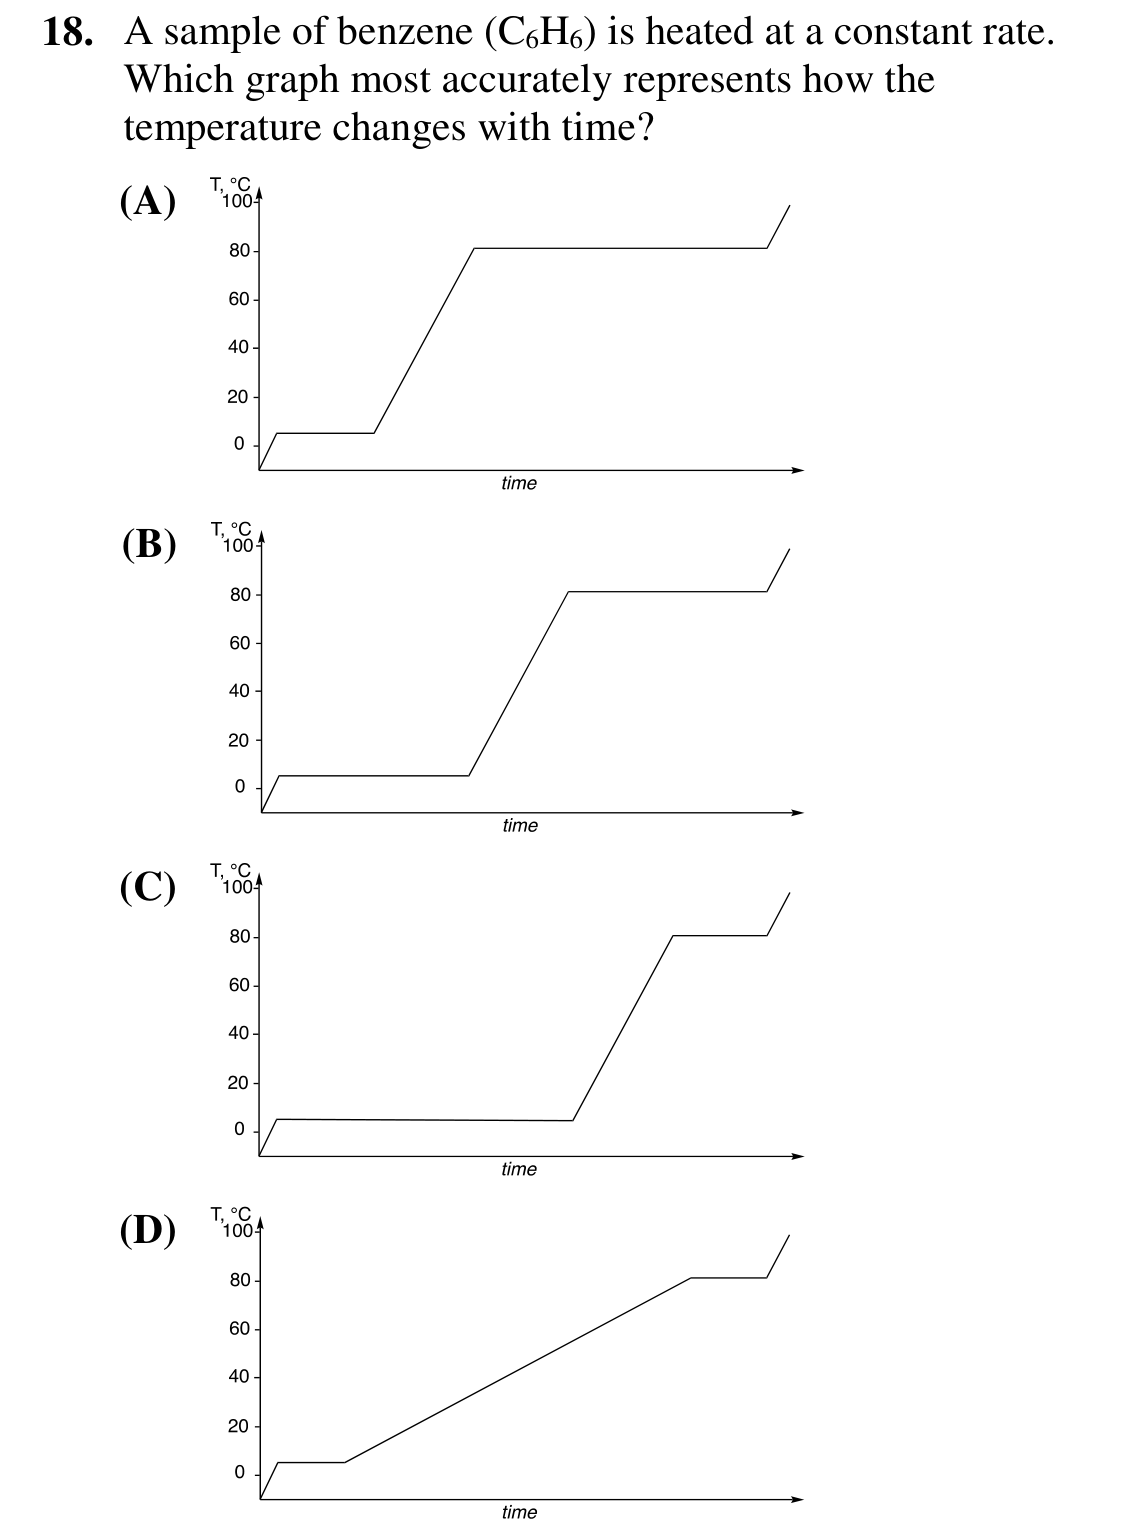 18. A sample of benzene (C₆H₆) is heated at a constant rate.
Which graph most accurately represents how the
temperature changes with time?
(A)
T, °C
100
80
60
40
20
0
time
(B)
T, °C
100
80
60
40
20
0
time
(C)
T, °C
100
80
60
40
20
0
time
(D)
T, °C
100
80
60
40
20
0
time